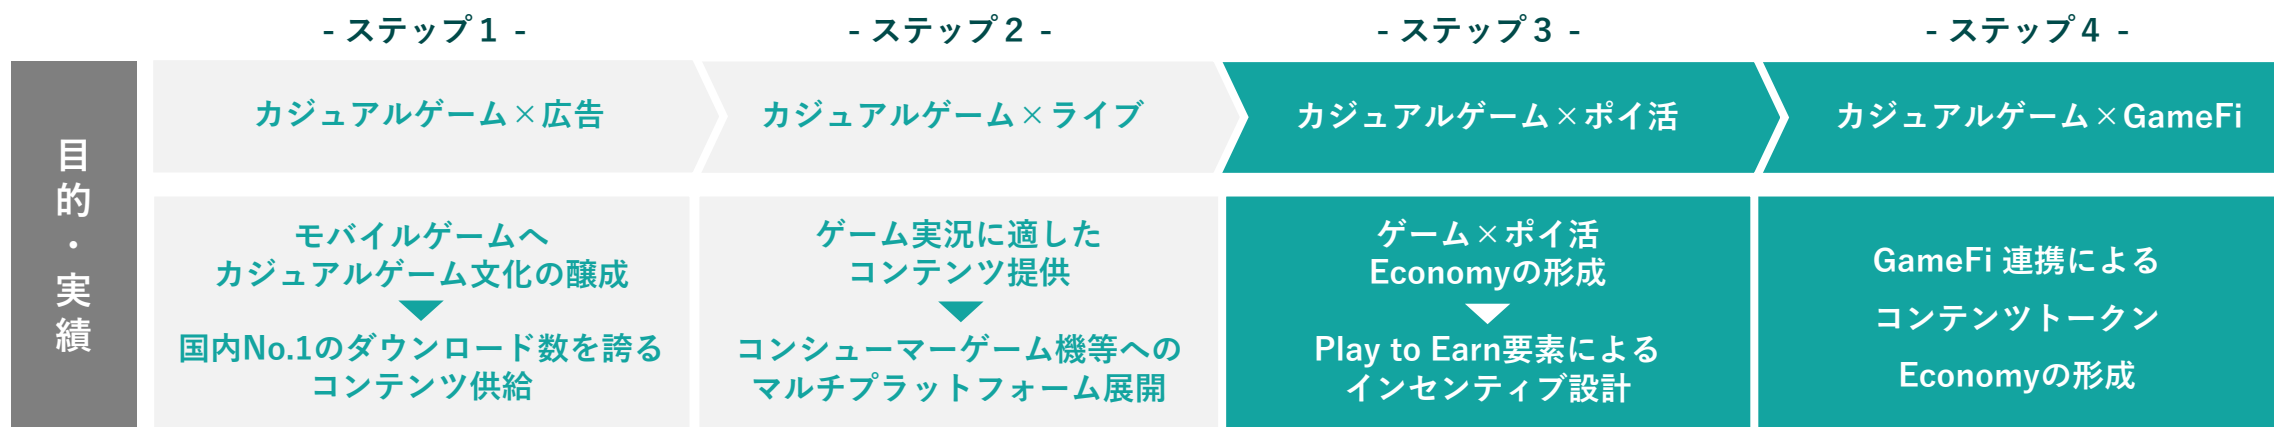 - ステップ1 -
- ステップ2 -
- ステップ3 -
- ステップ4 -
目的・実績
カジュアルゲーム×広告
カジュアルゲーム×ライブ
カジュアルゲーム×ポイ活
カジュアルゲーム×GameFi
モバイルゲームへ
カジュアルゲーム文化の醸成
国内No.1のダウンロード数を誇る
コンテンツ供給
ゲーム実況に適した
コンテンツ提供
コンシューマーゲーム機等への
マルチプラットフォーム展開
ゲーム×ポイ活
Economyの形成
Play to Earn要素による
インセンティブ設計
GameFi 連携による
コンテンツトークン
Economyの形成